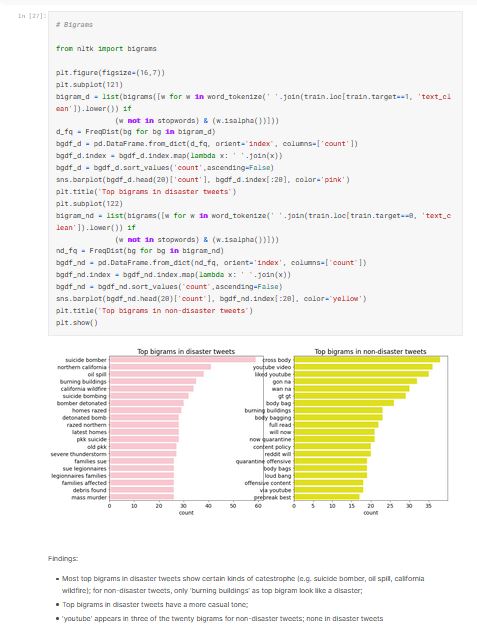 In [27]:
# Bigrams
from nltk import bigrams
plt.figure(figsize=(16,7))
plt.subplot(121)
bigram_d = list(bigrams([w for w in word_tokenize(' '.join(train.loc[train.target==1, 'text_cl
ean']).lower()) if
(w not in stopwords) & (w.isalpha())]))
d_fq = FreqDist(bg for bg in bigram_d)
bgdf_d = pd.DataFrame.from_dict(d_fq, orient='index', columns=['count'])
bgdf_d.index = bgdf_d.index.map(lambda x: ' '.join(x))
bgdf_d = bgdf_d.sort_values('count',ascending=False)
sns.barplot(bgdf_d.head(20)['count'], bgdf_d.index[:20], color='pink')
plt.title('Top bigrams in disaster tweets')
plt.subplot(122)
bigram_nd = list(bigrams([w for w in word_tokenize(' '.join(train.loc[train.target==0, 'text_c
lean']).lower()) if
(w not in stopwords) & (w.isalpha())]))
nd_fq = FreqDist(bg for bg in bigram_nd)
bgdf_nd = pd.DataFrame.from_dict(nd_fq, orient='index', columns=['count'])
bgdf_nd.index = bgdf_nd.index.map(lambda x: ' '.join(x))
bgdf_nd = bgdf_nd.sort_values('count',ascending=False)
sns.barplot(bgdf_nd.head(20)['count'], bgdf_nd.index[:20], color='yellow')
plt.title('Top bigrams in non-disaster tweets')
plt.show()
Top bigrams in disaster tweets
suicide bomber
northern california
oil spill
burning buildings
california wildfire
suicide bombing
bomber detonated
homes razed
detonated bomb
razed northern
latest homes
pkk suicide
old pkk
severe thunderstorm
families sue
sue legionnaires
legionnaires families
families affected
debris found
mass murder
0 10 20 30 40 50 60
count
Top bigrams in non-disaster tweets
cross body
youtube video
liked youtube
gon na
wan na
gt gt
body bag
burning buildings
body bagging
full read
will now
now quarantine
content policy
reddit will
quarantine offensive
body bags
loud bang
offensive content
via youtube
prebreak best
0 5 10 15 20 25 30 35
count
Findings:
• Most top bigrams in disaster tweets show certain kinds of catestrophe (e.g. suicide bomber, oil spill, california
wildfire); for non-disaster tweets, only 'burning buildings' as top bigram look like a disaster;
• Top bigrams in disaster tweets have a more casual tone;
• 'youtube' appears in three of the twenty bigrams for non-disaster tweets; none in disaster tweets